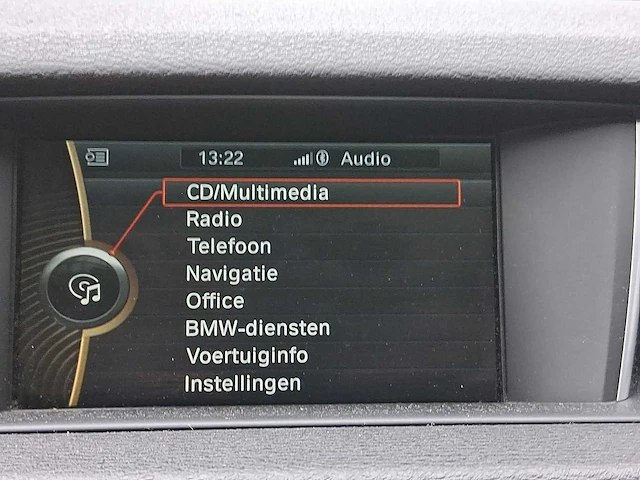 13:22 Audio
CD/Multimedia
Radio
Telefoon
Navigatie
Office
BMW-diensten
Voertuiginfo
Instellingen